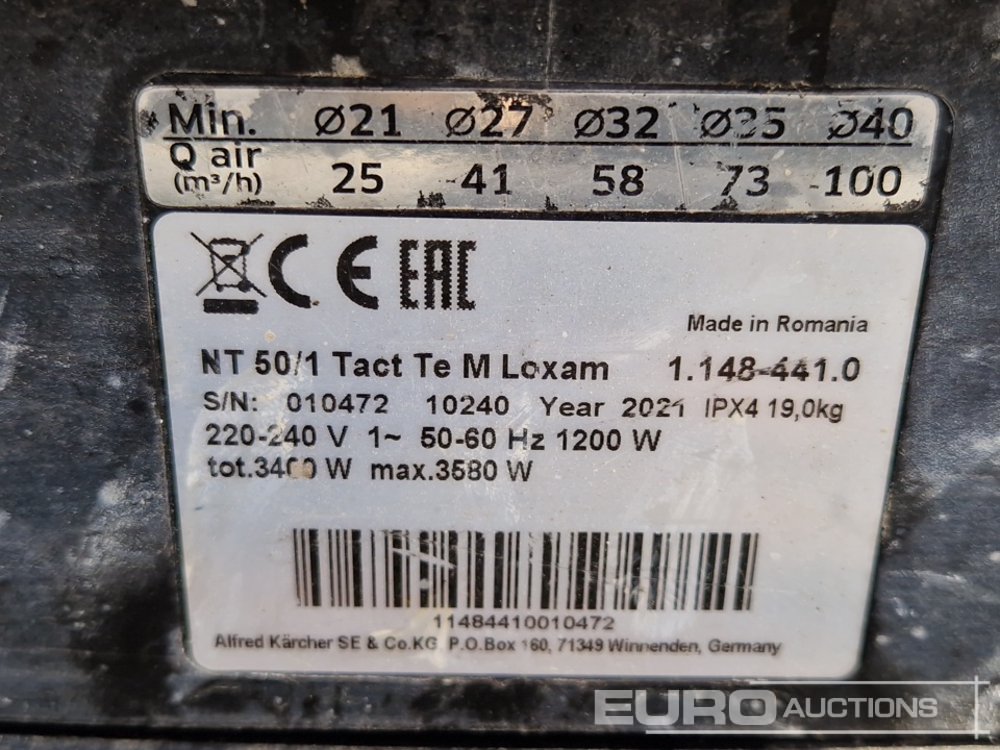 Min. Ø21 Ø27 Ø32 Ø35 Ø40
Q air
(m³/h) 25 41 58 73 100
CE EAC
Made in Romania
NT 50/1 Tact Te M Loxam 1.148-441.0
S/N: 010472 10240 Year 2021 IPX4 19,0kg
220-240 V 1~ 50-60 Hz 1200 W
tot.3400 W max.3580 W
11484410010472
Alfred Kärcher SE & Co.KG P.O.Box 160, 71349 Winnenden, Germany
EURO AUCTIONS